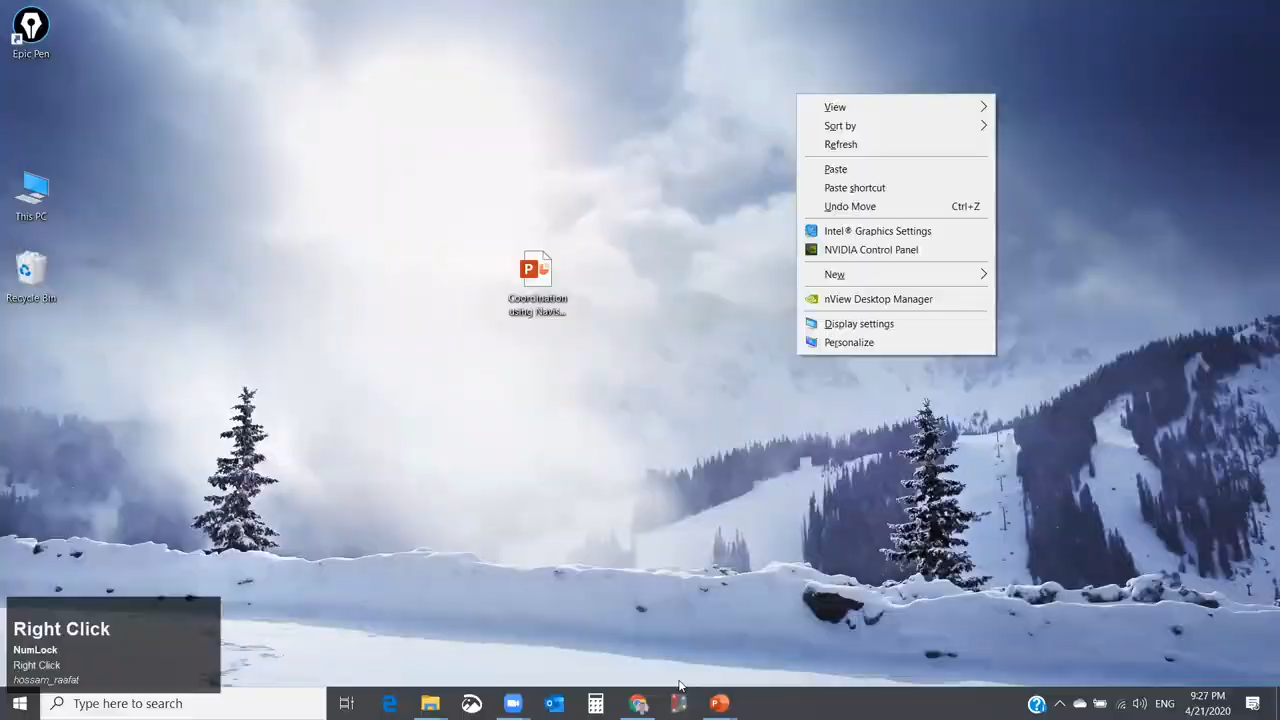 Epic Pen
This PC
Recycle Bin
Coordination
using Navis...
View
Sort by
Refresh
Paste
Paste shortcut
Undo Move Ctrl+Z
Intel® Graphics Settings
NVIDIA Control Panel
New
nView Desktop Manager
Display settings
Personalize
Right Click
NumLock
Right Click
hossam_raafat
Type here to search
ENG
9:27 PM
4/21/2020